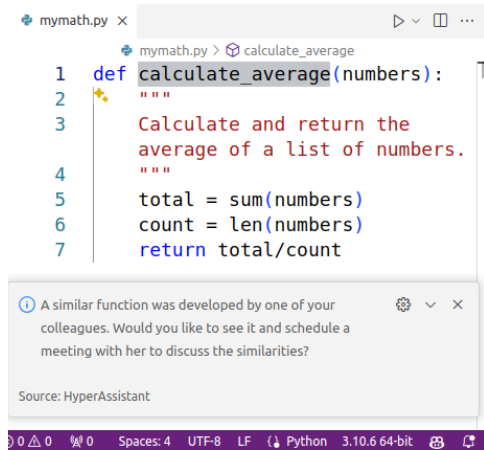 mymath.py
mymath.py > calculate_average
1 def calculate_average(numbers):
2 """
3 Calculate and return the
average of a list of numbers.
4 """
5 total = sum(numbers)
6 count = len(numbers)
7 return total/count
A similar function was developed by one of your
colleagues. Would you like to see it and schedule a
meeting with her to discuss the similarities?
Source: HyperAssistant
0 0 0 Spaces: 4 UTF-8 LF Python 3.10.6 64-bit